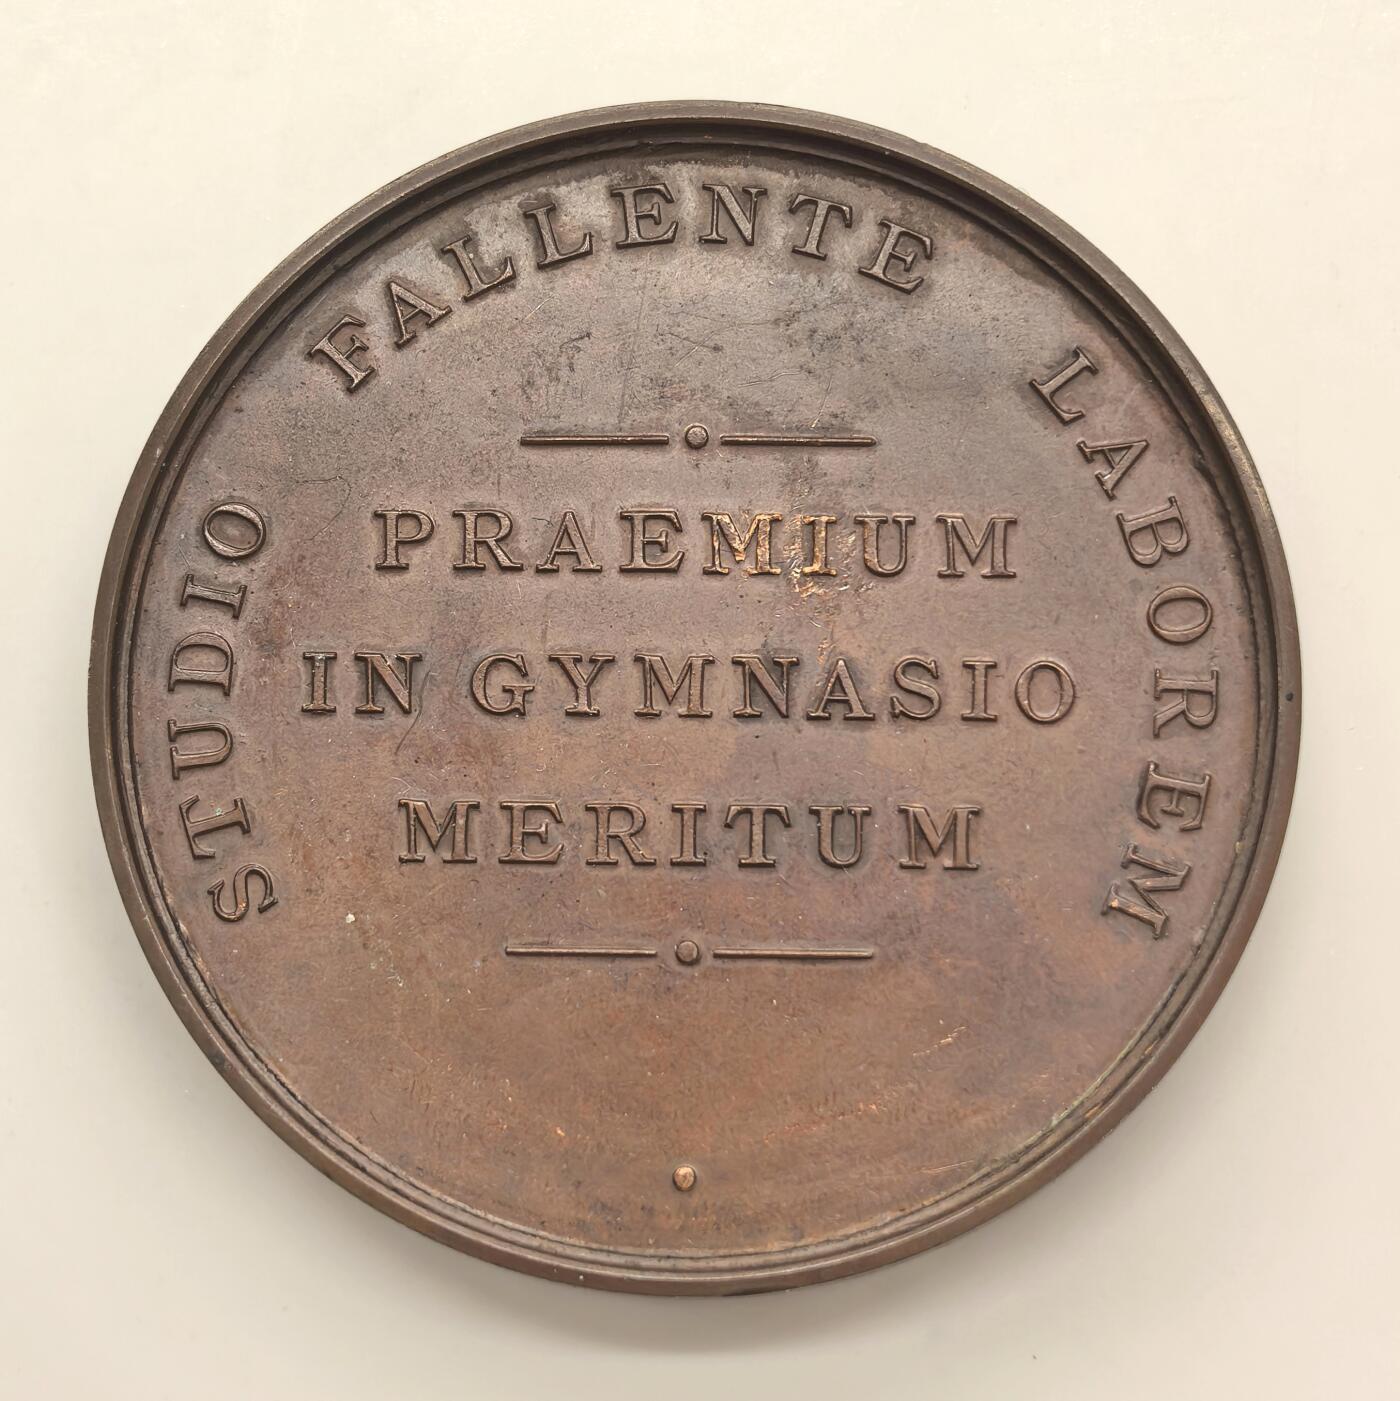 STUDIO FALLENTE LABOREM
PRAEMIUM
IN GYMNASIO
MERITUM